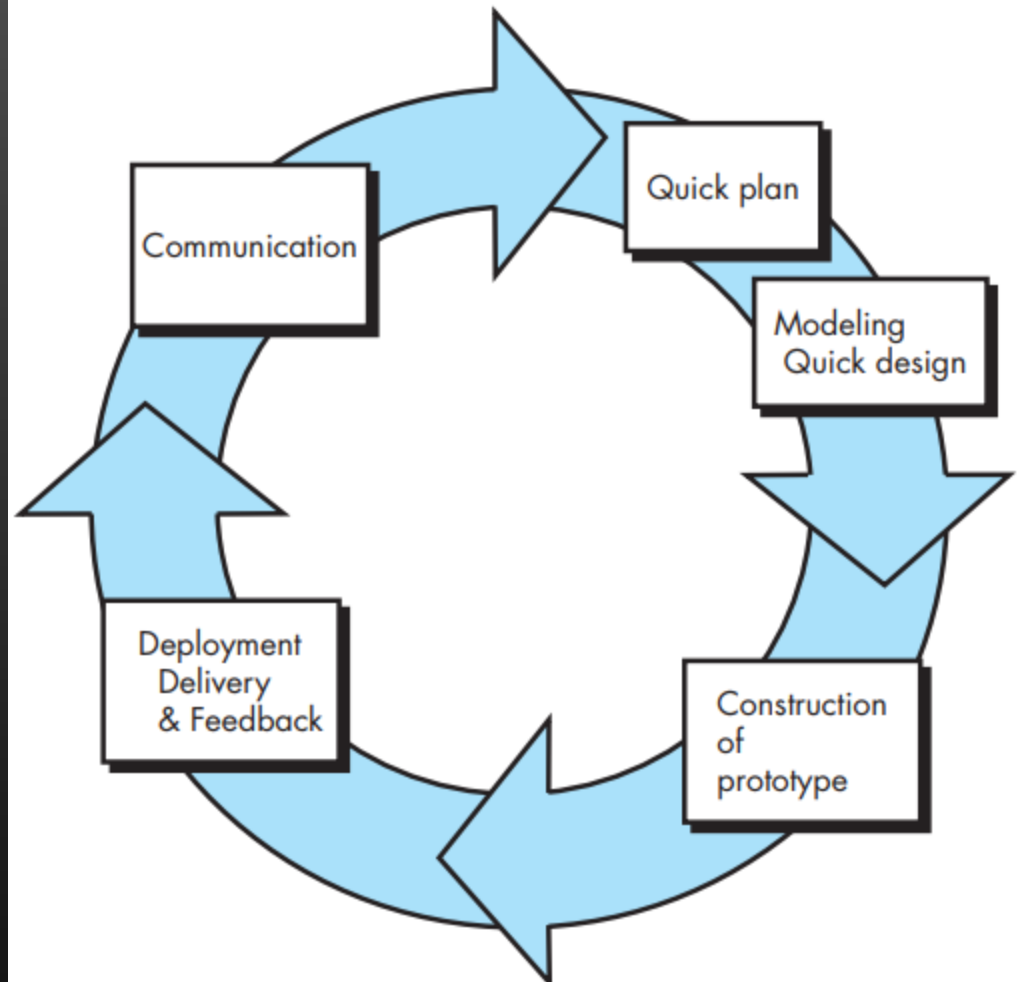 Communication
Quick plan
Modeling
Quick design
Construction
of
prototype
Deployment
Delivery
& Feedback